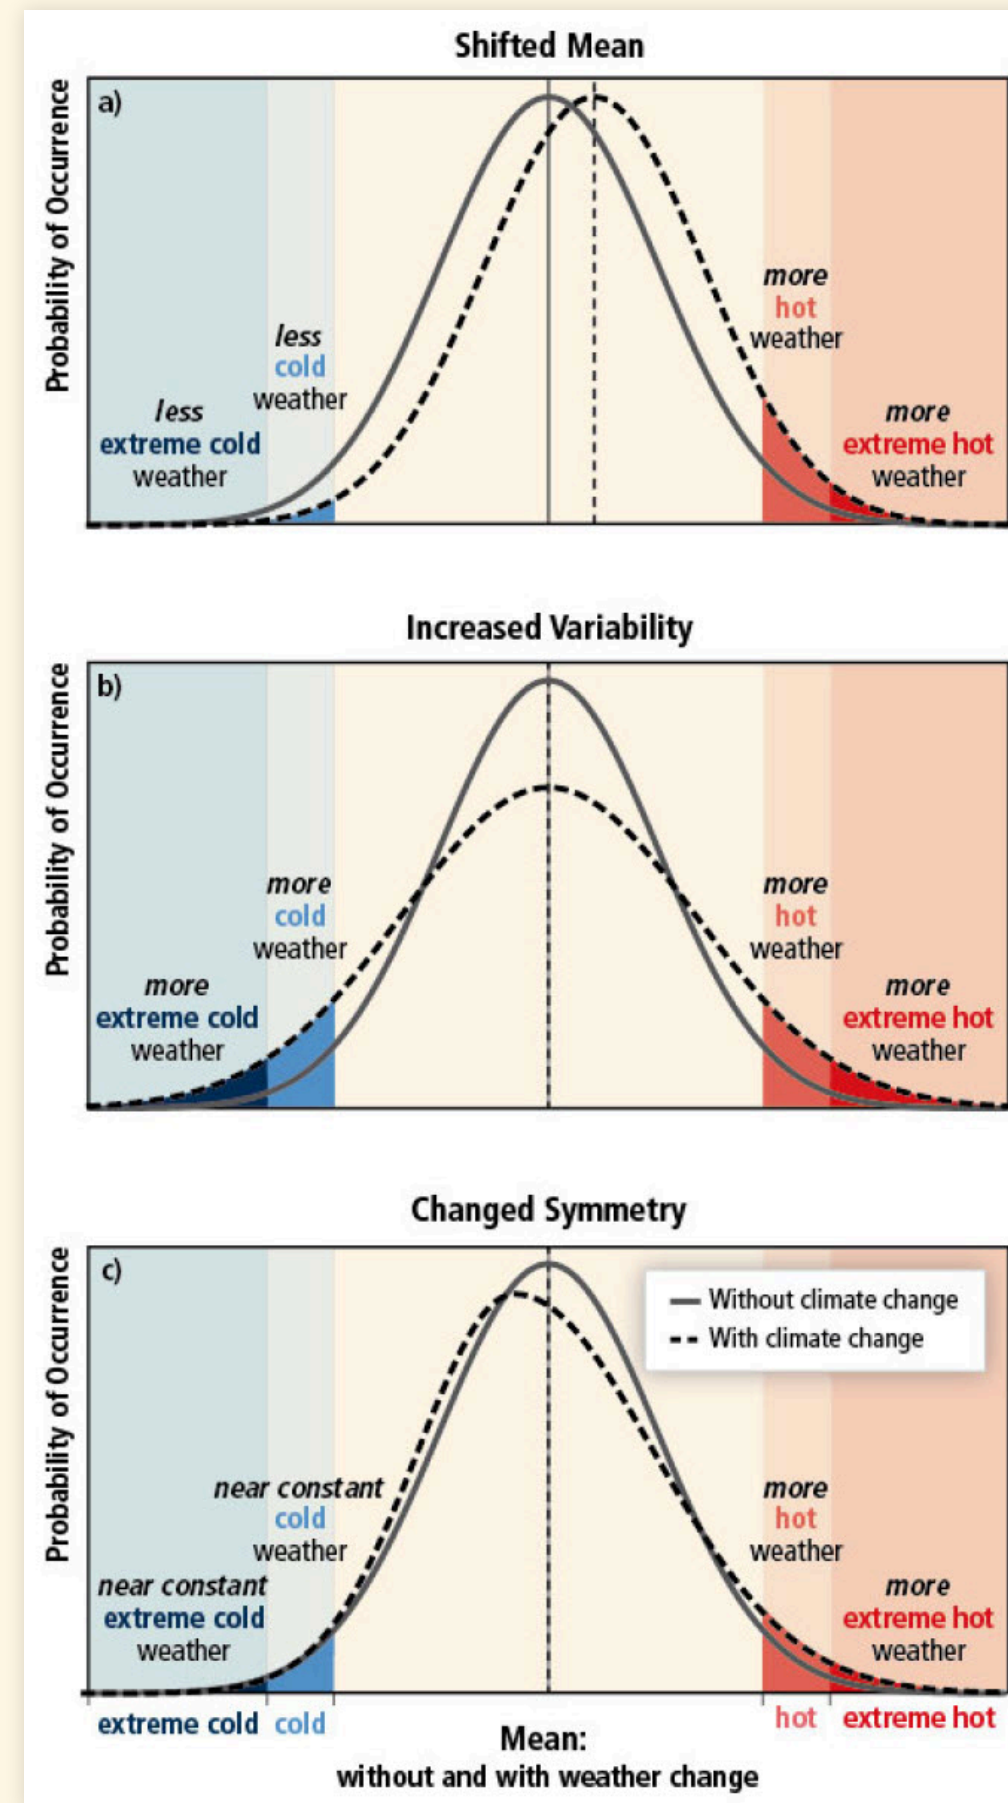 Shifted Mean
a)
Probability of Occurrence
less
extreme cold
weather
less
cold
weather
more
hot
weather
more
extreme hot
weather
Increased Variability
b)
Probability of Occurrence
more
extreme cold
weather
more
cold
weather
more
hot
weather
more
extreme hot
weather
Changed Symmetry
c)
Probability of Occurrence
Without climate change
With climate change
near constant
extreme cold
weather
near constant
cold
weather
more
hot
weather
more
extreme hot
weather
extreme cold
cold
Mean:
without and with weather change
hot
extreme hot